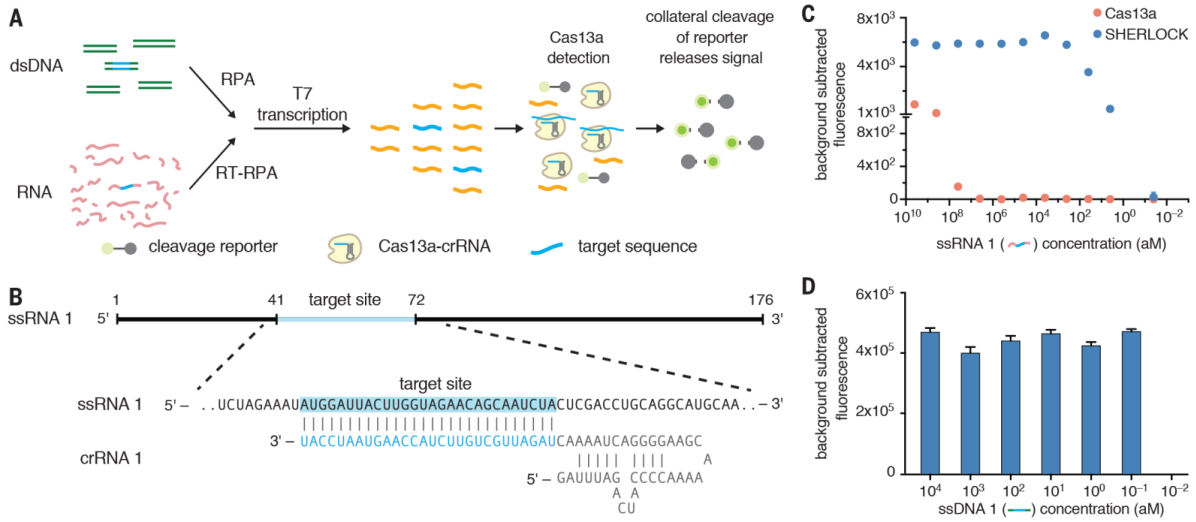 A
dsDNA
RNA
RPA
RT-RPA
T7
transcription
Cas13a
detection
collateral cleavage
of reporter
releases signal
cleavage reporter
Cas13a-crRNA
target sequence
B
1
41
target site
72
176
ssRNA 1
5'
3'
target site
ssRNA 1
5' – ..UCUAGAAAUAUGGAUUACUUGGUAGAACAGCAAUCUACUCGACCUGCAGGCAUGCAA..– 3'
3' – UACCUAAUGAACCAUCUUGUCGUUAGAUCAAAAUCAGGGGAAGC
crRNA 1
A
5' – GAUUUAG CCCCAAAA
A A
CU
C
Cas13a
SHERLOCK
background subtracted
fluorescence
8x10³
4x10³
1x10³
8x10²
4x10²
0
10¹⁰ 10⁸ 10⁶ 10⁴ 10² 10⁰ 10⁻²
ssRNA 1 ( ) concentration (aM)
D
background subtracted
fluorescence
6x10⁵
4x10⁵
2x10⁵
0
10⁴ 10³ 10² 10¹ 10⁰ 10⁻¹ 10⁻²
ssDNA 1 ( ) concentration (aM)